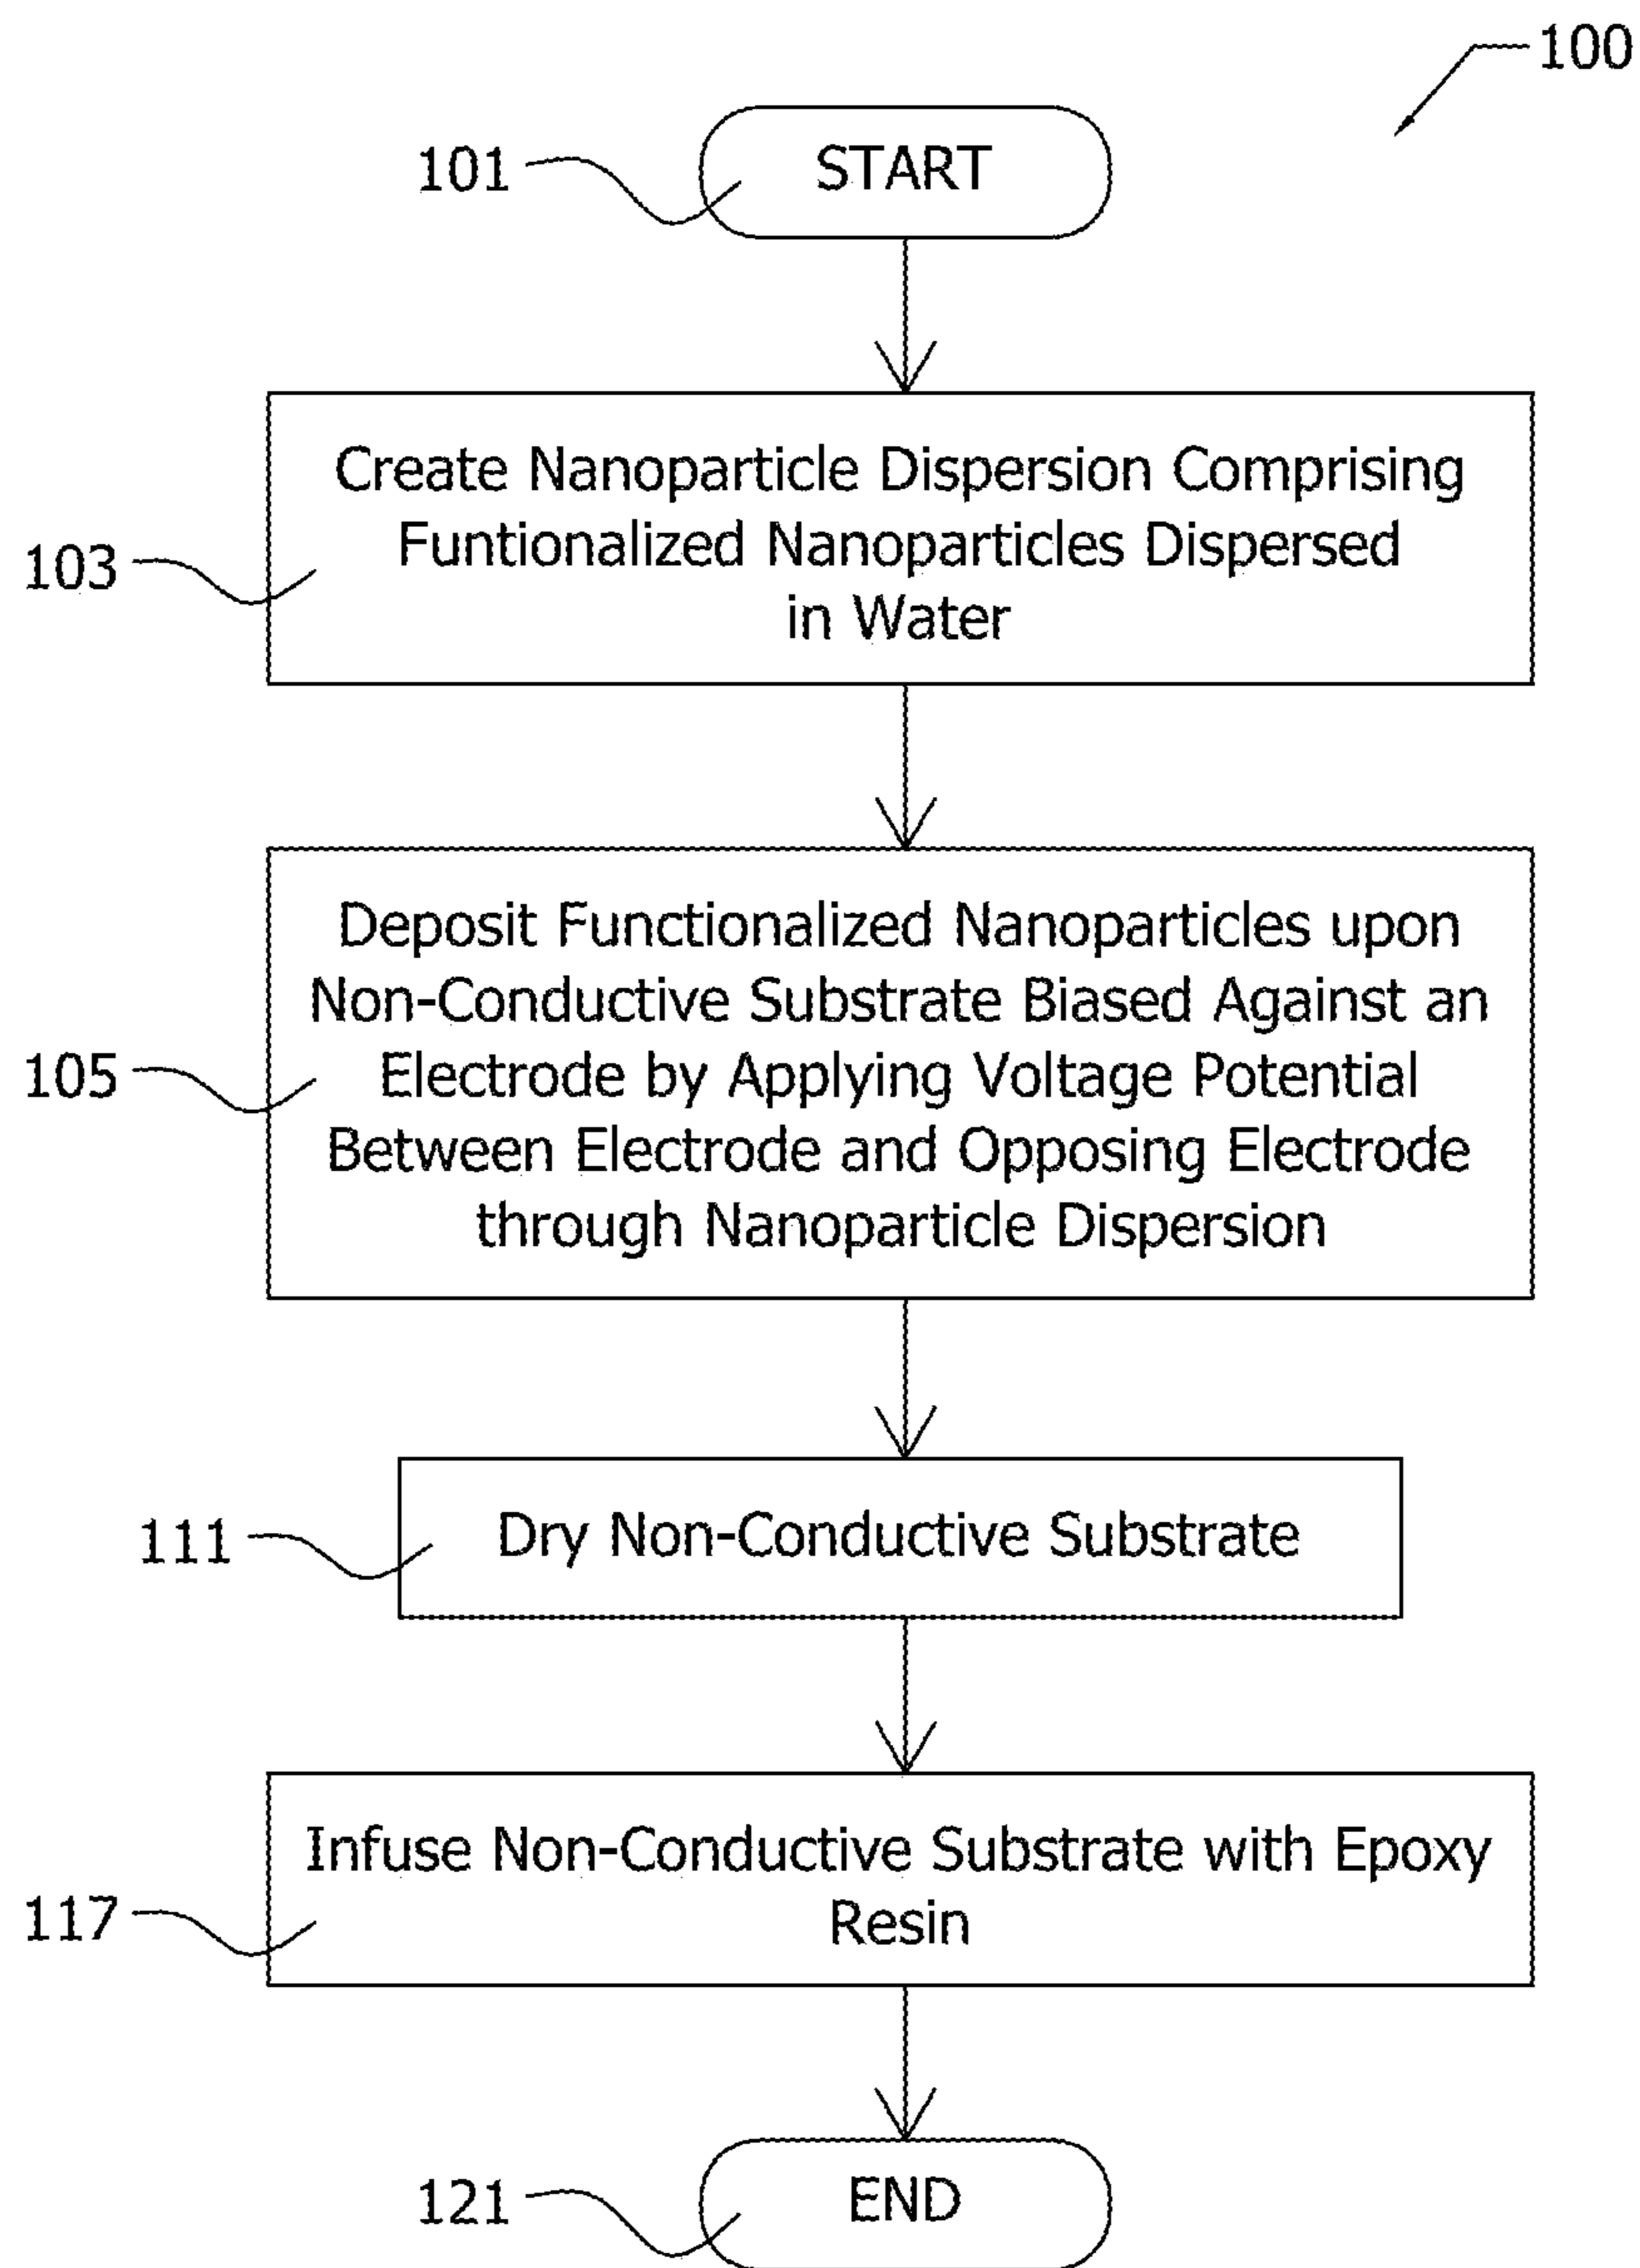 100
101
START
Create Nanoparticle Dispersion Comprising
Funtionalized Nanoparticles Dispersed
in Water
103
Deposit Functionalized Nanoparticles upon
Non-Conductive Substrate Biased Against an
Electrode by Applying Voltage Potential
Between Electrode and Opposing Electrode
through Nanoparticle Dispersion
105
Dry Non-Conductive Substrate
111
Infuse Non-Conductive Substrate with Epoxy
Resin
117
END
121